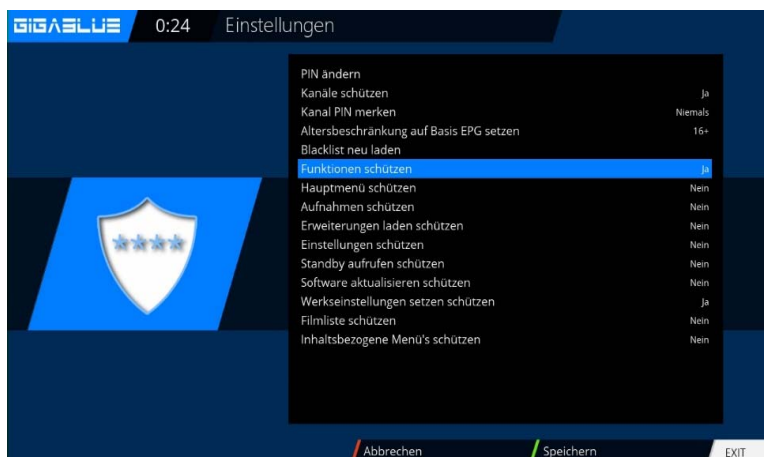 GIGABLUE 0:24 Einstellungen
PIN ändern
Kanäle schützen Ja
Kanal PIN merken Niemals
Altersbeschränkung auf Basis EPG setzen 16+
Blacklist neu laden
Funktionen schützen Ja
Hauptmenü schützen Nein
Aufnahmen schützen Nein
Erweiterungen laden schützen Nein
Einstellungen schützen Nein
Standby aufrufen schützen Nein
Software aktualisieren schützen Nein
Werkseinstellungen setzen schützen Ja
Filmliste schützen Nein
Inhaltsbezogene Menü's schützen Nein
****
Abbrechen Speichern EXIT